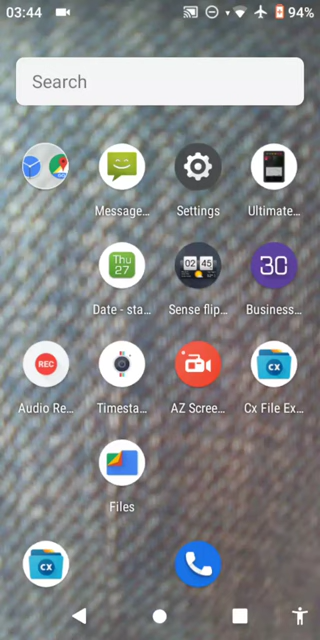 03:44
94%
Search
Message...
Settings
Ultimate...
Thu
27
02 45
30
Date - sta...
Sense flip...
Business...
REC
CX
Audio Re...
Timesta...
AZ Scree...
Cx File Ex...
Files
CX